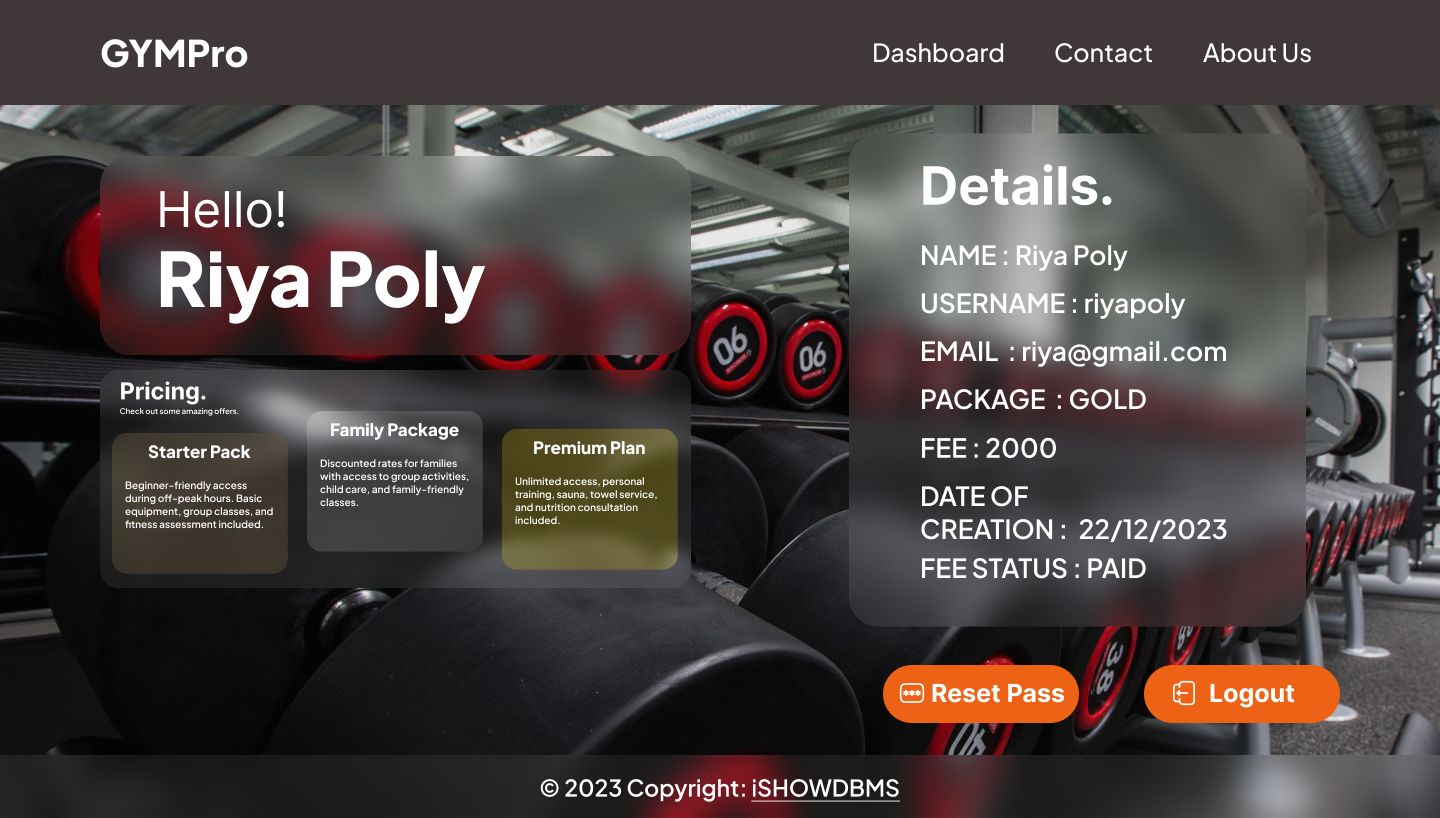 GYMPro
Dashboard
Contact
About Us
Hello!
Riya Poly
Pricing.
Check out some amazing offers.
Starter Pack
Beginner-friendly access
during off-peak hours. Basic
equipment, group classes, and
fitness assessment included.
Family Package
Discounted rates for families
with access to group activities,
child care, and family-friendly
classes.
Premium Plan
Unlimited access, personal
training, sauna, towel service,
and nutrition consultation
included.
Details.
NAME : Riya Poly
USERNAME : riyapoly
EMAIL : riya@gmail.com
PACKAGE : GOLD
FEE : 2000
DATE OF
CREATION : 22/12/2023
FEE STATUS : PAID
06
06
38
Reset Pass
Logout
© 2023 Copyright: iSHOWDBMS